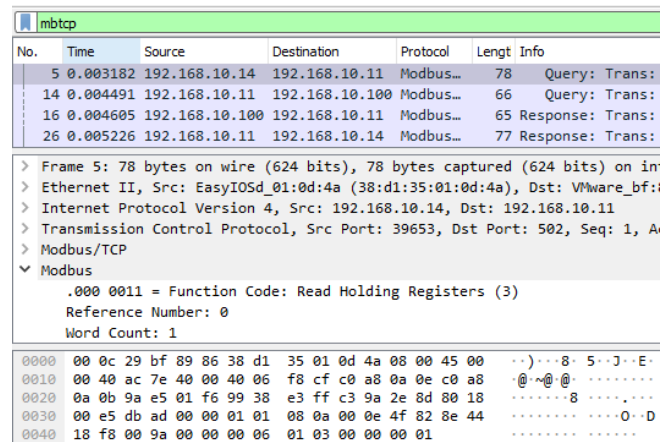 mbtcp
No. Time Source Destination Protocol Lengt Info
5 0.003182 192.168.10.14 192.168.10.11 Modbus… 78 Query: Trans:
14 0.004491 192.168.10.11 192.168.10.100 Modbus… 66 Query: Trans:
16 0.004605 192.168.10.100 192.168.10.11 Modbus… 65 Response: Trans:
26 0.005226 192.168.10.11 192.168.10.14 Modbus… 77 Response: Trans:
> Frame 5: 78 bytes on wire (624 bits), 78 bytes captured (624 bits) on in
> Ethernet II, Src: EasyIOSd_01:0d:4a (38:d1:35:01:0d:4a), Dst: VMware_bf:8
> Internet Protocol Version 4, Src: 192.168.10.14, Dst: 192.168.10.11
> Transmission Control Protocol, Src Port: 39653, Dst Port: 502, Seq: 1, A
> Modbus/TCP
Modbus
.000 0011 = Function Code: Read Holding Registers (3)
Reference Number: 0
Word Count: 1
0000 00 0c 29 bf 89 86 38 d1 35 01 0d 4a 08 00 45 00 ··)···8· 5··J··E·
0010 00 40 ac 7e 40 00 40 06 f8 cf c0 a8 0a 0e c0 a8 ·@·~@·@· ········
0020 0a 0b 9a e5 01 f6 99 38 e3 ff c3 9a 2e 8d 80 18 ·······8 ····.···
0030 00 e5 db ad 00 00 01 01 08 0a 00 0e 4f 82 8e 44 ········ ····O··D
0040 18 f8 00 9a 00 00 00 06 01 03 00 00 00 01 ········ ······